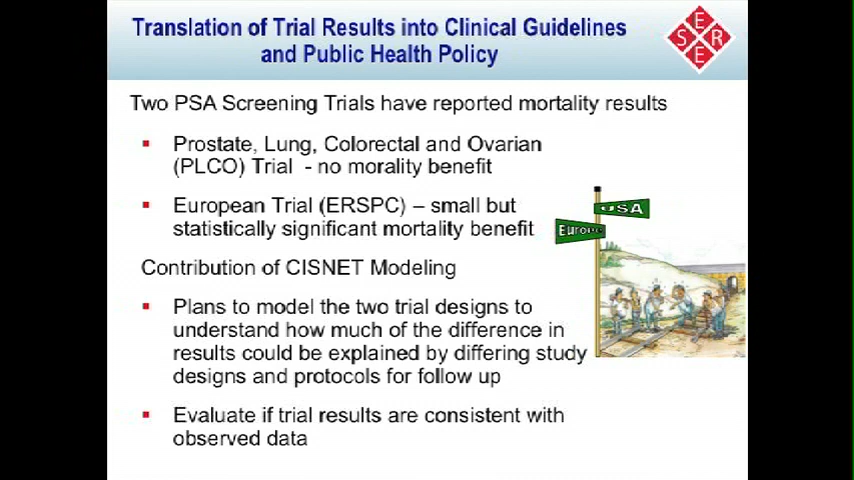 Translation of Trial Results into Clinical Guidelines
and Public Health Policy
S E R
E
Two PSA Screening Trials have reported mortality results
Prostate, Lung, Colorectal and Ovarian
(PLCO) Trial - no morality benefit
European Trial (ERSPC) – small but
statistically significant mortality benefit
USA
Europe
Contribution of CISNET Modeling
Plans to model the two trial designs to
understand how much of the difference in
results could be explained by differing study
designs and protocols for follow up
Evaluate if trial results are consistent with
observed data